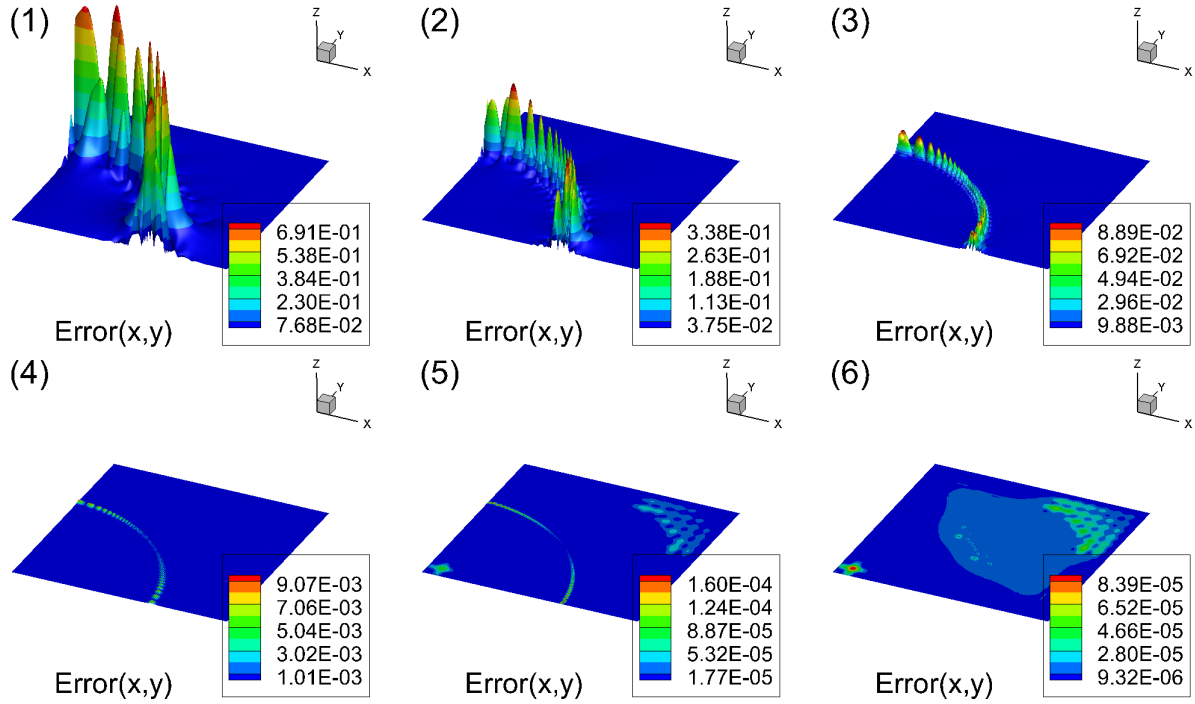 (1)
Z
Y
X
6.91E-01
5.38E-01
3.84E-01
2.30E-01
7.68E-02
Error(x,y)
(2)
Z
Y
X
3.38E-01
2.63E-01
1.88E-01
1.13E-01
3.75E-02
Error(x,y)
(3)
Z
Y
X
8.89E-02
6.92E-02
4.94E-02
2.96E-02
9.88E-03
Error(x,y)
(4)
Z
Y
X
9.07E-03
7.06E-03
5.04E-03
3.02E-03
1.01E-03
Error(x,y)
(5)
Z
Y
X
1.60E-04
1.24E-04
8.87E-05
5.32E-05
1.77E-05
Error(x,y)
(6)
Z
Y
X
8.39E-05
6.52E-05
4.66E-05
2.80E-05
9.32E-06
Error(x,y)